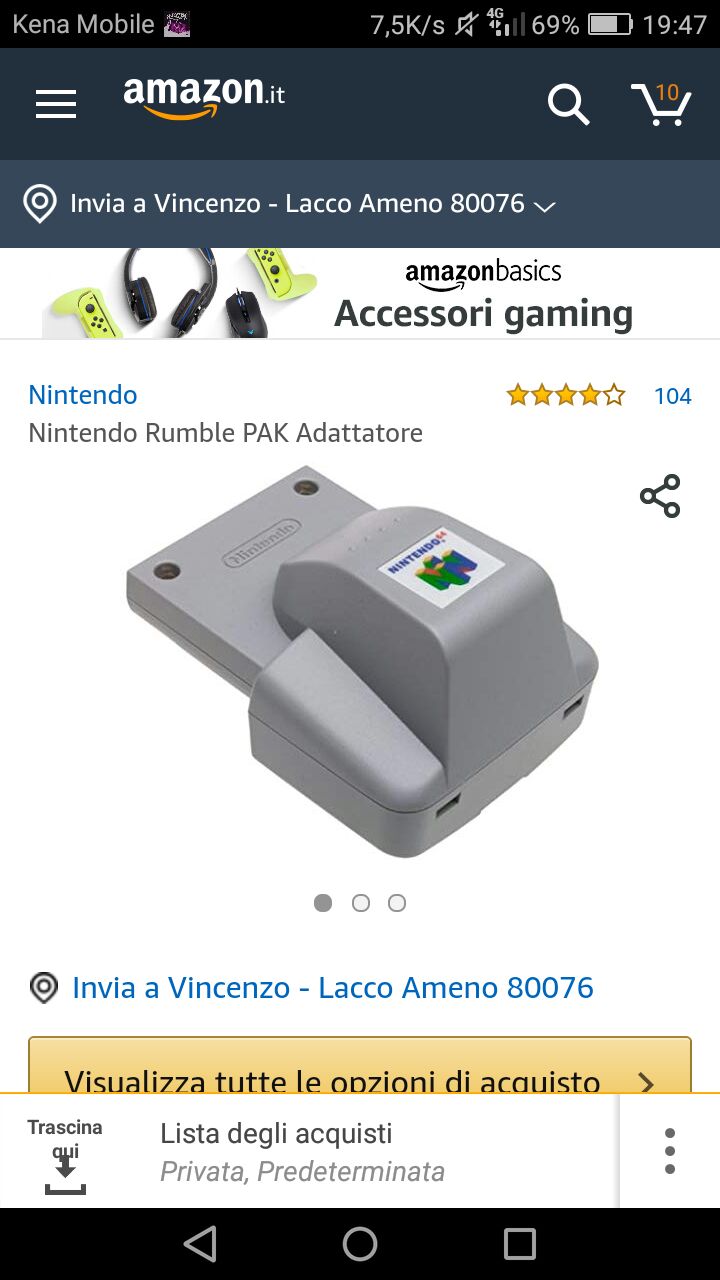 Kena Mobile 7,5K/s 4G 69% 19:47
amazon.it
10
Invia a Vincenzo - Lacco Ameno 80076
amazonbasics
Accessori gaming
Nintendo 104
Nintendo Rumble PAK Adattatore
Nintendo
NINTENDO 64
Invia a Vincenzo - Lacco Ameno 80076
Visualizza tutte le opzioni di acquisto
Trascina
qui
Lista degli acquisti
Privata, Predeterminata